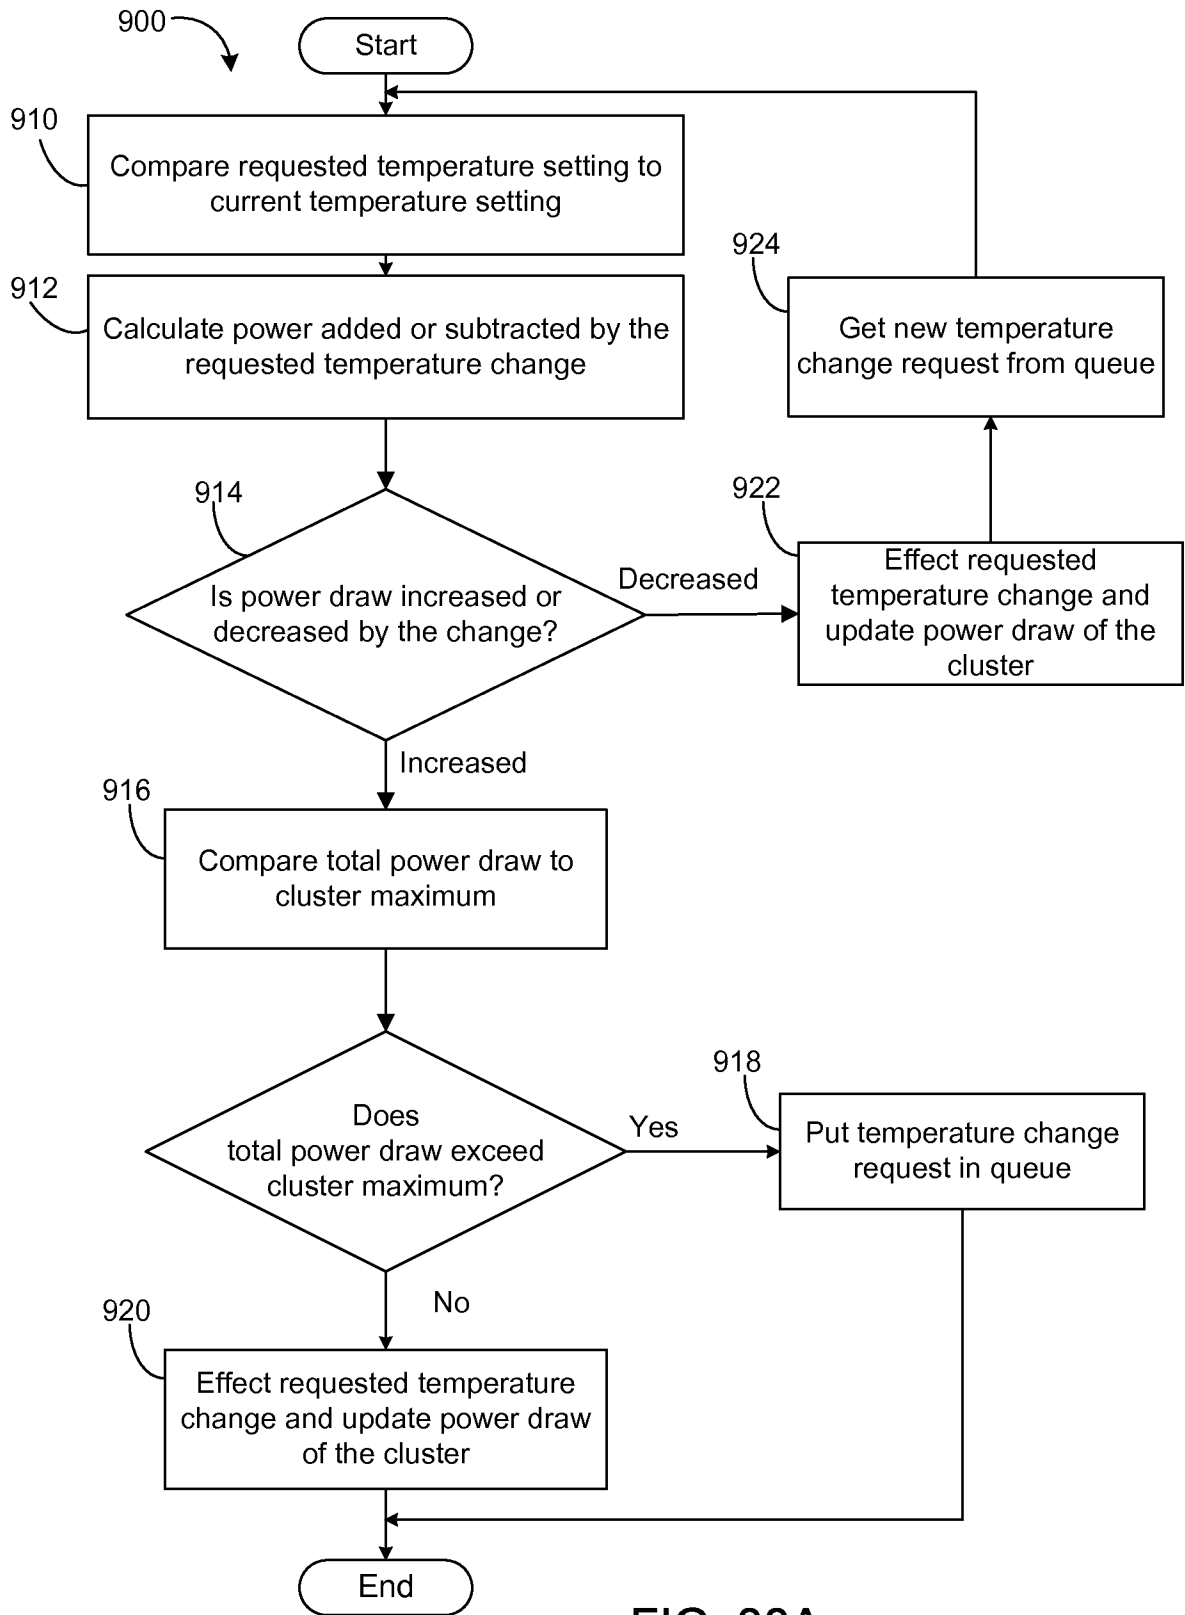 900
Start
910
Compare requested temperature setting to
current temperature setting
912
Calculate power added or subtracted by the
requested temperature change
924
Get new temperature
change request from queue
914
Is power draw increased or
decreased by the change?
Decreased
922
Effect requested
temperature change and
update power draw of the
cluster
Increased
916
Compare total power draw to
cluster maximum
Does
total power draw exceed
cluster maximum?
Yes
918
Put temperature change
request in queue
No
920
Effect requested temperature
change and update power draw
of the cluster
End